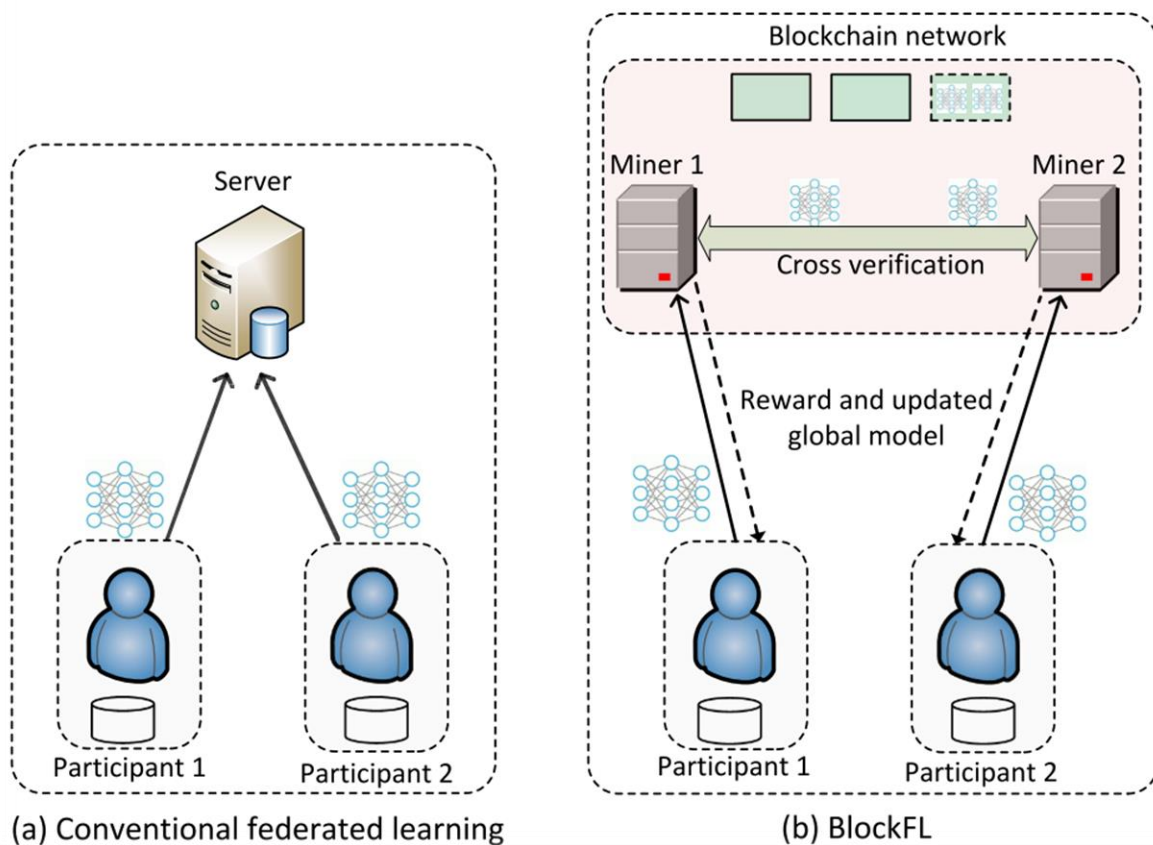 Server
Participant 1
Participant 2
(a) Conventional federated learning
Blockchain network
Miner 1
Miner 2
Cross verification
Reward and updated
global model
Participant 1
Participant 2
(b) BlockFL